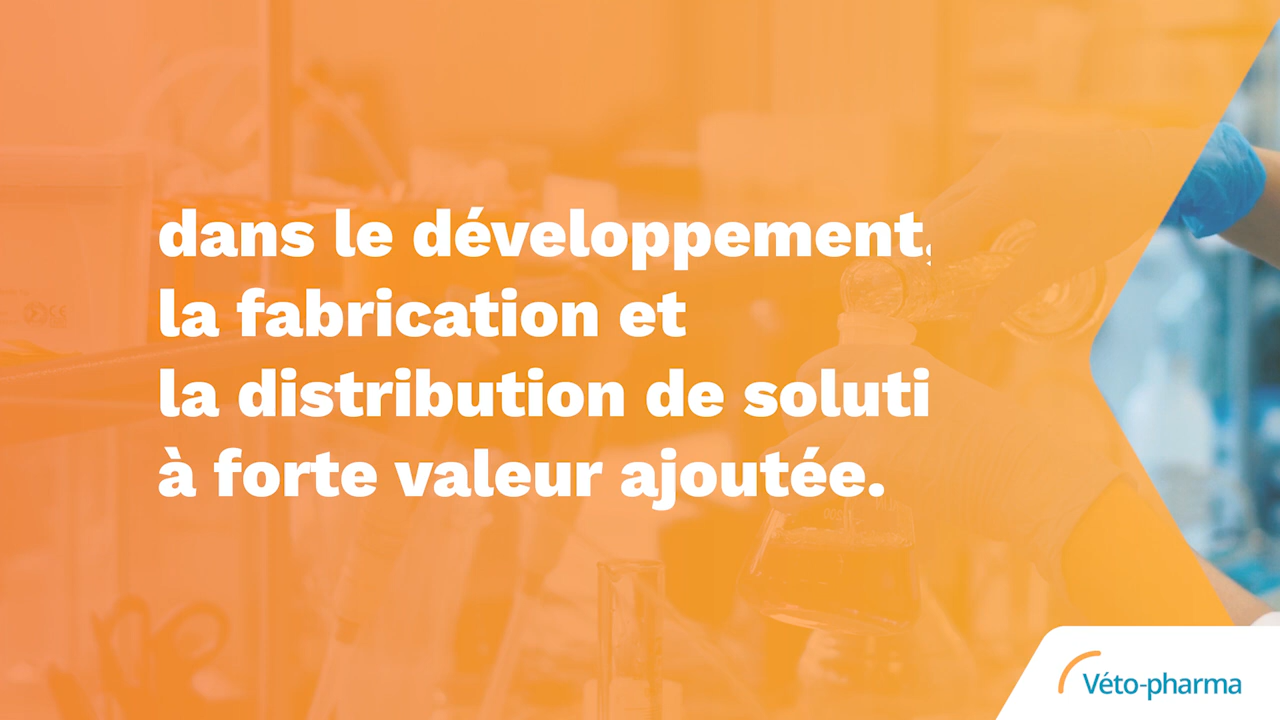 dans le développement,
la fabrication et
la distribution de soluti
à forte valeur ajoutée.
Véto-pharma